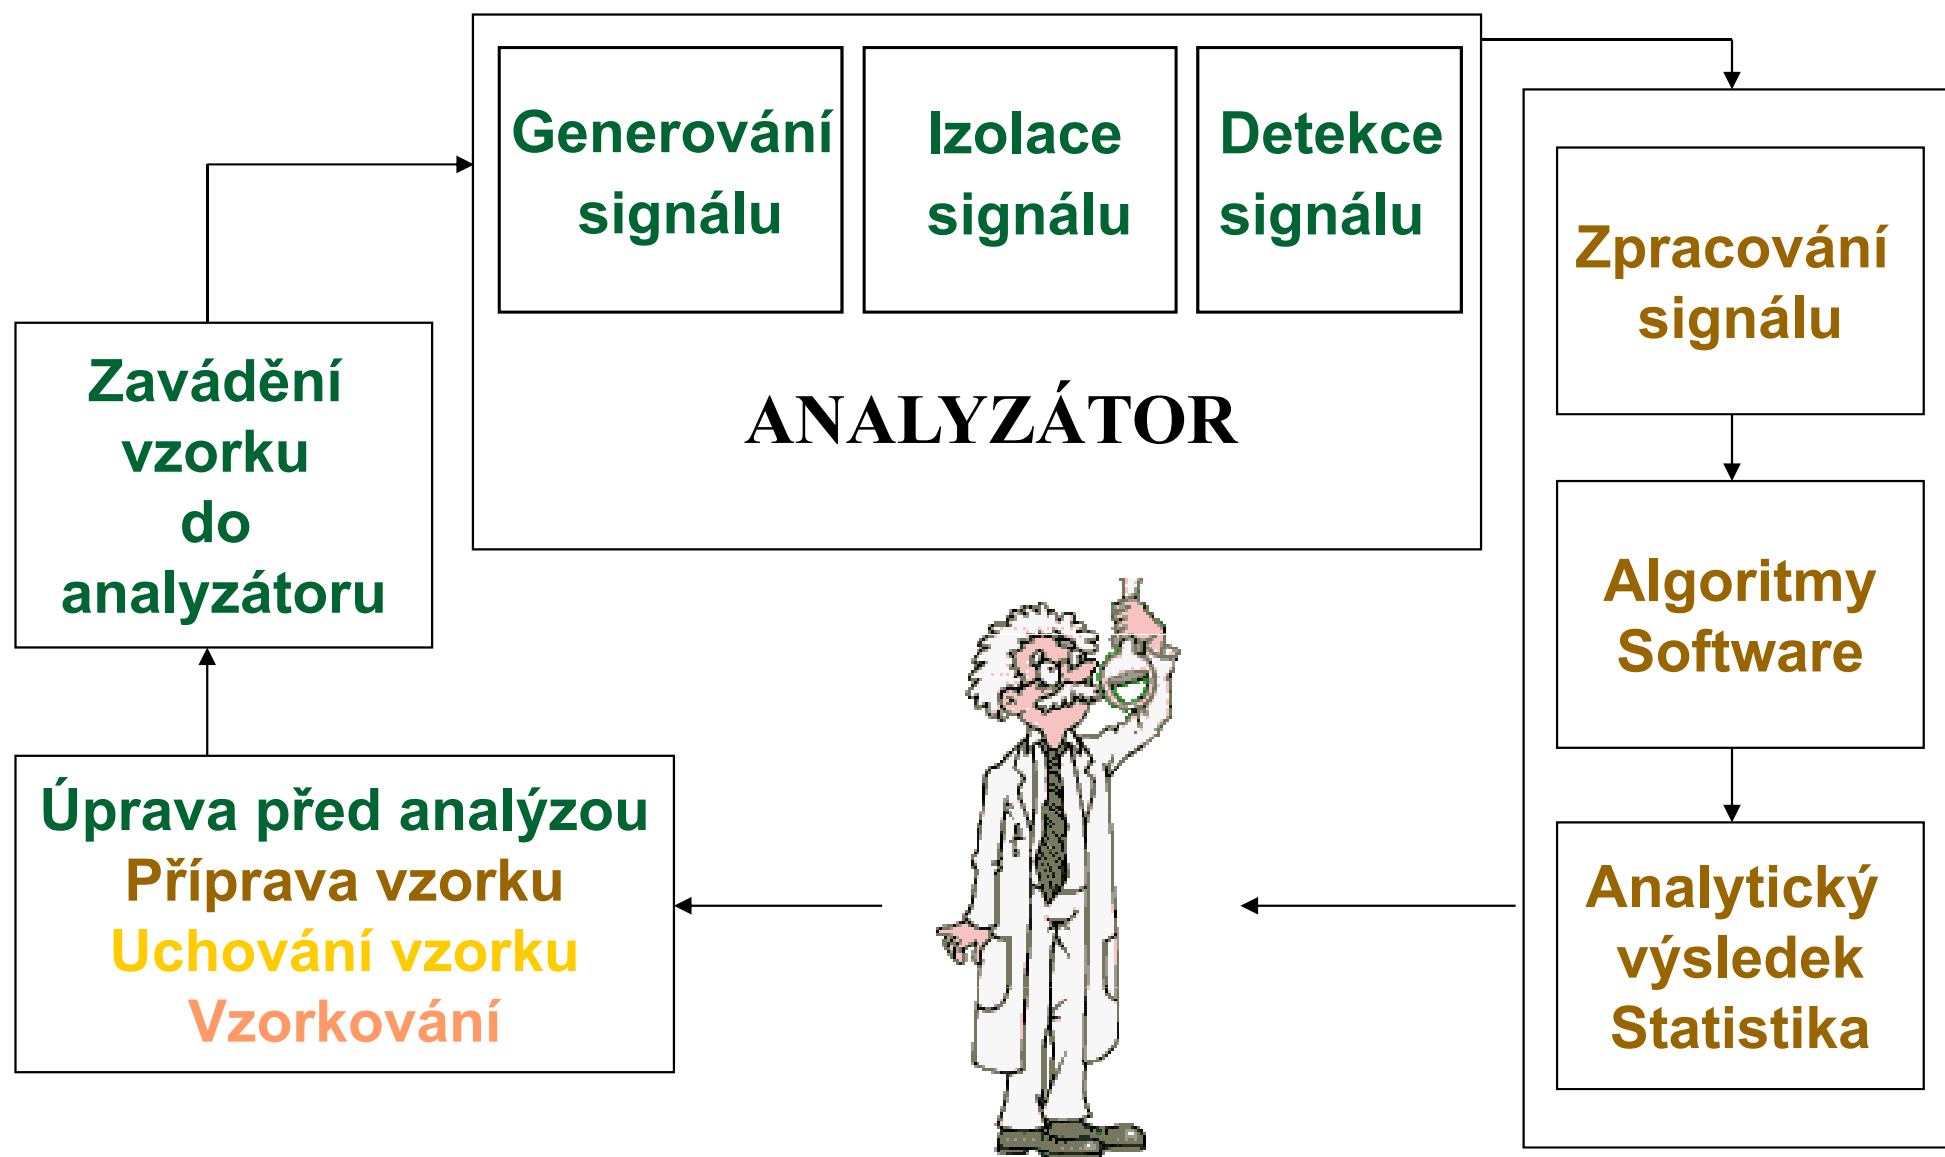 Generování
signálu
Izolace
signálu
Detekce
signálu
ANALYZÁTOR
Zavádění
vzorku
do
analyzátoru
Úprava před analýzou
Příprava vzorku
Uchování vzorku
Vzorkování
Zpracování
signálu
Algoritmy
Software
Analytický
výsledek
Statistika